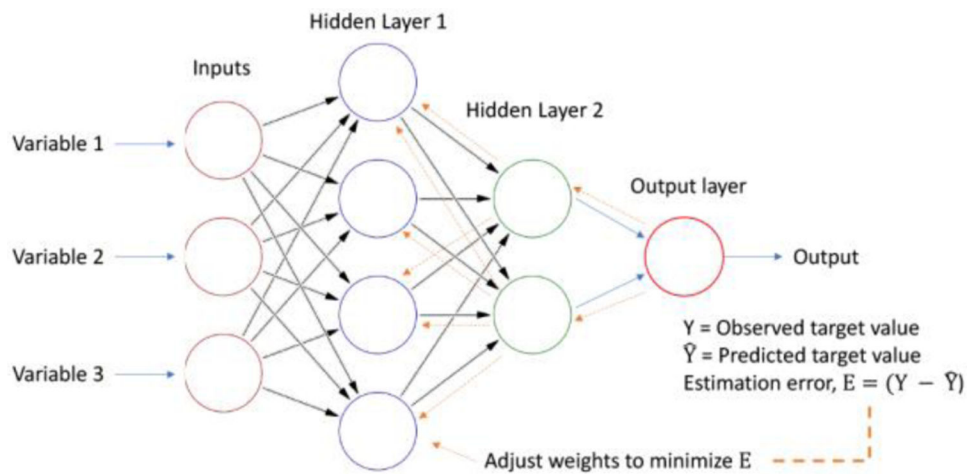 Hidden Layer 1
Inputs
Hidden Layer 2
Variable 1
Output layer
Variable 2
Output
Y = Observed target value
Ŷ = Predicted target value
Variable 3
Estimation error, E = (Y − Ŷ)
Adjust weights to minimize E